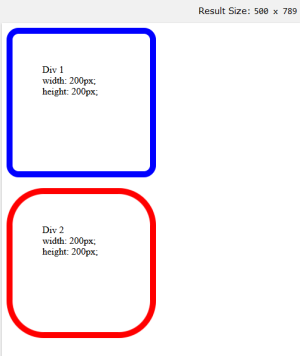 Result Size: 500 x 789
Div 1
width: 200px;
height: 200px;
Div 2
width: 200px;
height: 200px;